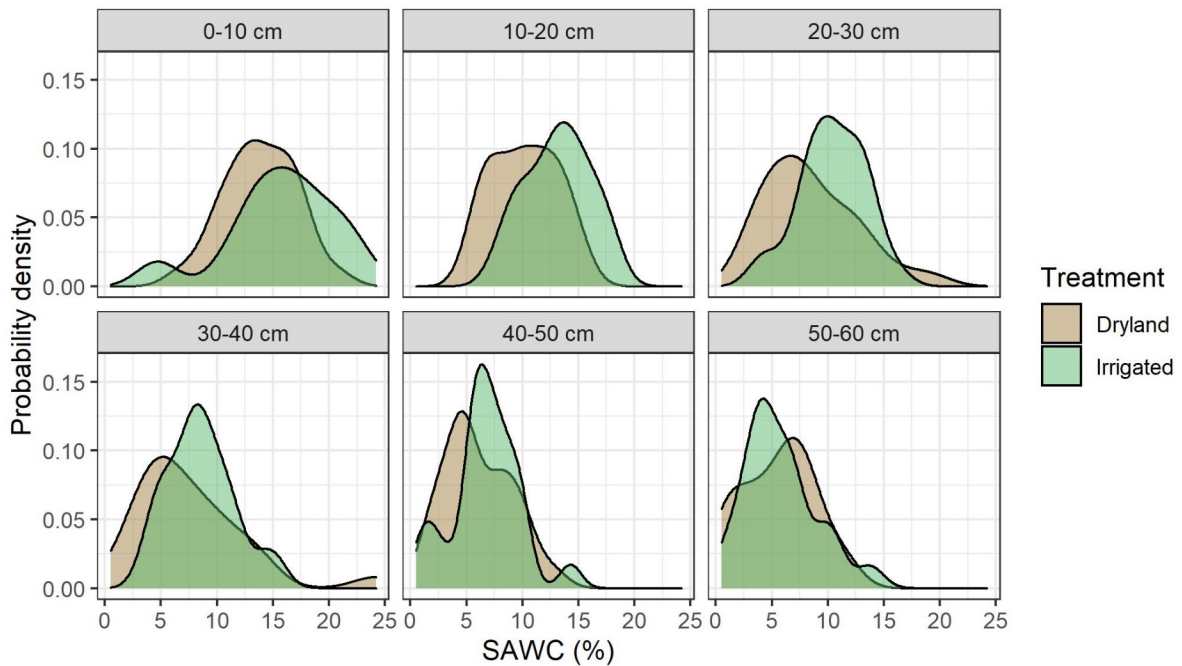 0-10 cm
10-20 cm
20-30 cm
0.15
0.10
0.05
0.00
30-40 cm
40-50 cm
50-60 cm
0.15
0.10
0.05
0.00
0 5 10 15 20 25
0 5 10 15 20 25
0 5 10 15 20 25
SAWC (%)
Probability density
Treatment
Dryland
Irrigated